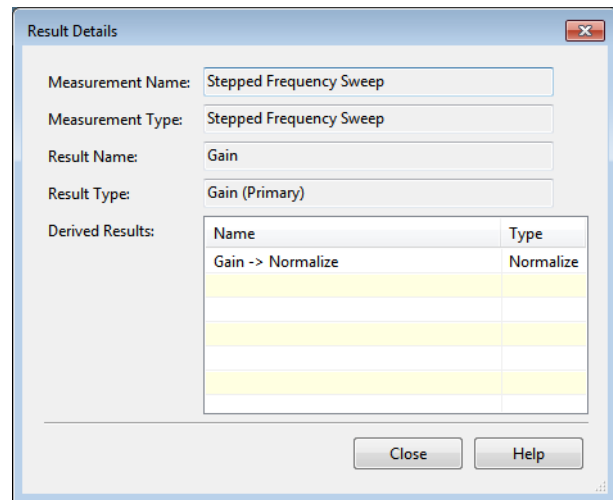 Result Details
Measurement Name: Stepped Frequency Sweep
Measurement Type: Stepped Frequency Sweep
Result Name: Gain
Result Type: Gain (Primary)
Derived Results:
Name Type
Gain -> Normalize Normalize
Close Help